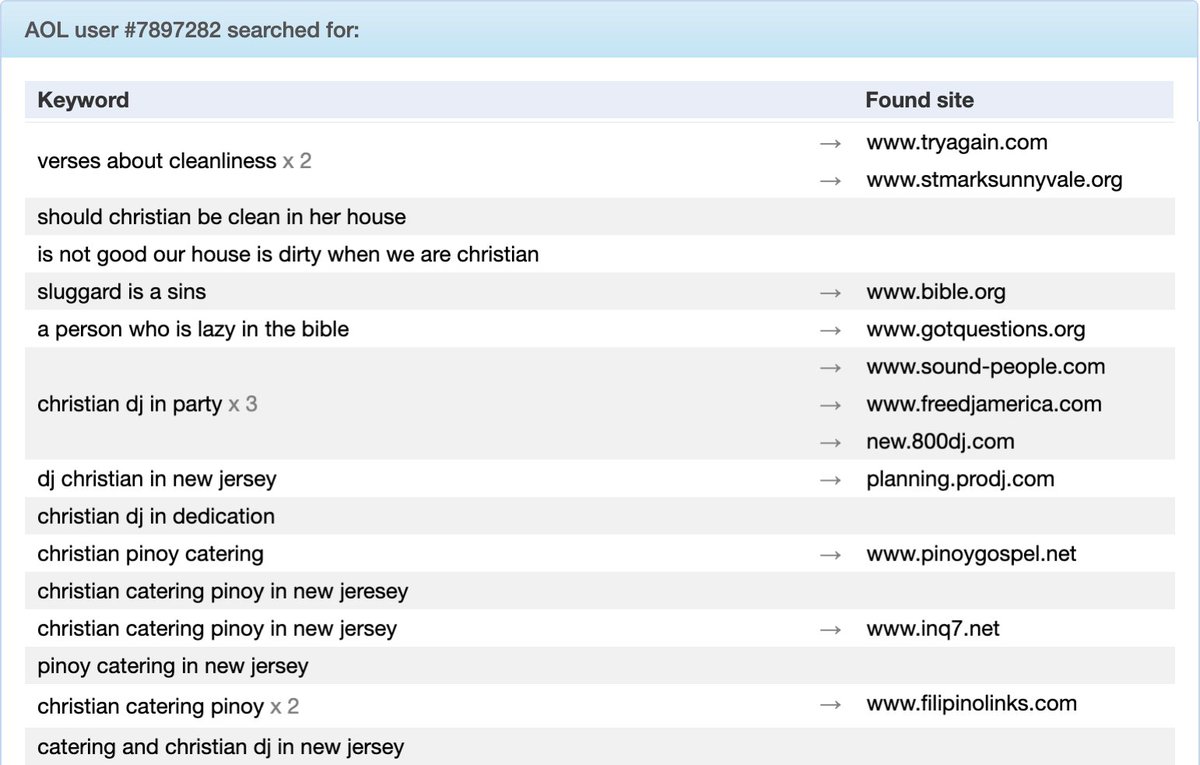 AOL user #7897282 searched for:
Keyword Found site
verses about cleanliness x 2 → www.tryagain.com
→ www.stmarksunnyvale.org
should christian be clean in her house
is not good our house is dirty when we are christian
sluggard is a sins → www.bible.org
a person who is lazy in the bible → www.gotquestions.org
christian dj in party x 3 → www.sound-people.com
→ www.freedjamerica.com
→ new.800dj.com
dj christian in new jersey → planning.prodj.com
christian dj in dedication
christian pinoy catering → www.pinoygospel.net
christian catering pinoy in new jeresey
christian catering pinoy in new jersey → www.inq7.net
pinoy catering in new jersey
christian catering pinoy x 2 → www.filipinolinks.com
catering and christian dj in new jersey